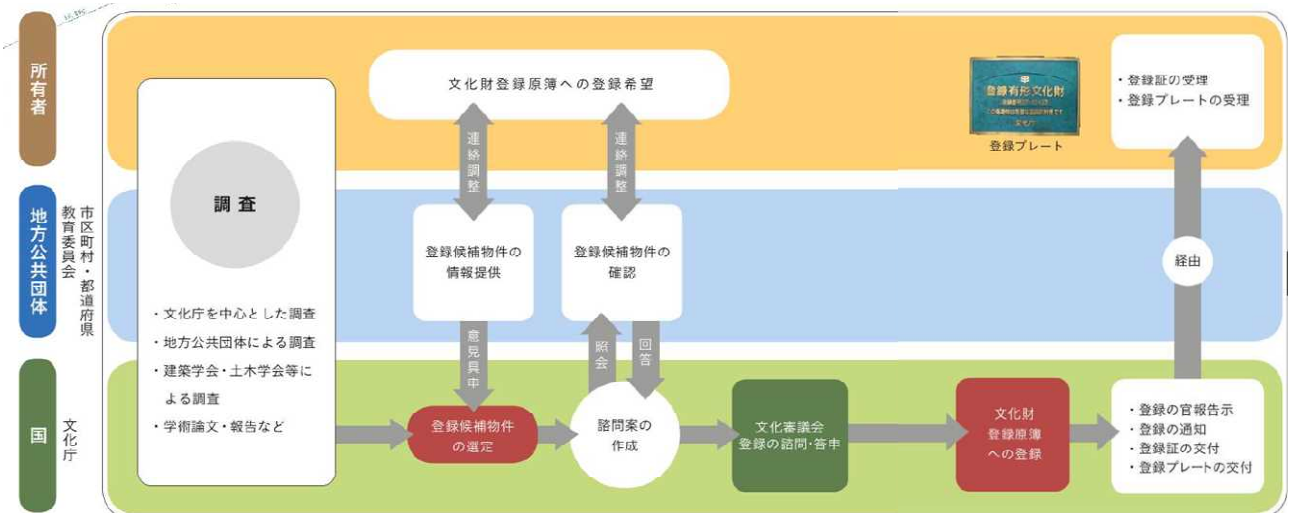 所有者
地方公共団体
市区町村・都道府県
教育委員会
国
文化庁
調査
・文化庁を中心とした調査
・地方公共団体による調査
・建築学会・土木学会等に
よる調査
・学術論文・報告など
文化財登録原簿への登録希望
連絡調整
連絡調整
登録候補物件の
情報提供
登録候補物件の
確認
意見具申
照会
回答
登録候補物件
の選定
諮問案の
作成
文化審議会
登録の諮問・答申
文化財
登録原簿
への登録
・登録の官報告示
・登録の通知
・登録証の交付
・登録プレートの交付
経由
登録有形文化財
登録プレート
・登録証の受理
・登録プレートの受理